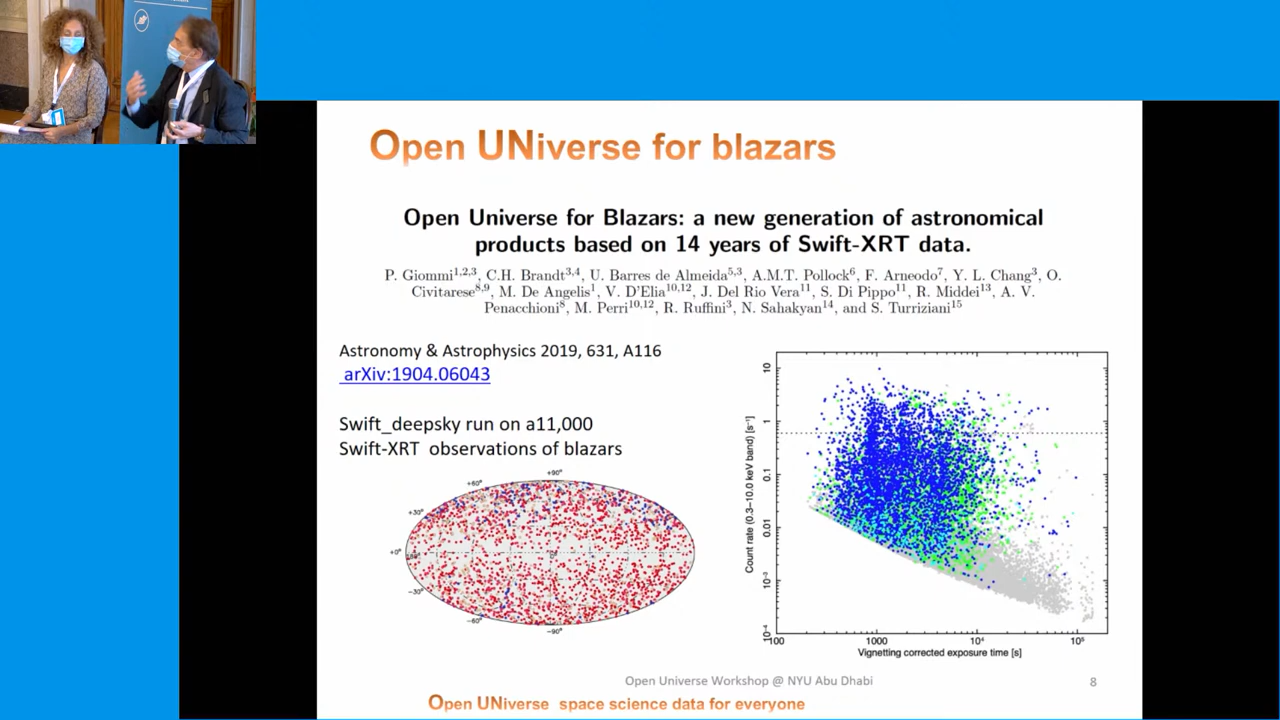 Open UNiverse for blazars
Open Universe for Blazars: a new generation of astronomical
products based on 14 years of Swift-XRT data.
P. Giommi1,2,3, C.H. Brandt3,4, U. Barres de Almeida5,3, A.M.T. Pollock6, F. Arneodo7, Y. L. Chang3, O.
Civitarese8,9, M. De Angelis1, V. D'Elia10,12, J. Del Rio Vera11, S. Di Pippo11, R. Middei13, A. V.
Penacchioni8, M. Perri10,12, R. Ruffini3, N. Sahakyan14, and S. Turriziani15
Astronomy & Astrophysics 2019, 631, A116
arXiv:1904.06043
Swift_deepsky run on a11,000
Swift-XRT observations of blazars
+90°
+60°
+60°
+30°
+30°
+0°
-30°
-30°
-60°
-60°
-90°
Count rate (0.3-10.0 keV band) [s⁻¹]
10
1
0.1
0.01
10⁻³
10⁻⁴
100
1000
10⁴
10⁵
Vignetting corrected exposure time [s]
Open Universe Workshop @ NYU Abu Dhabi
8
Open UNiverse space science data for everyone